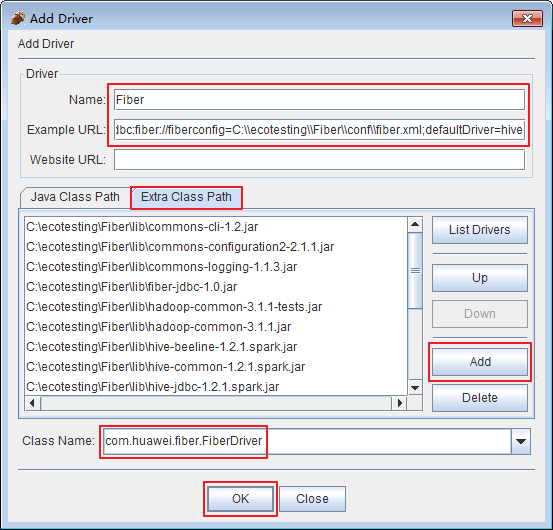 Add Driver
Add Driver
Driver
Name: Fiber
Example URL: dbc:fiber://fiberconfig=C:\\ecotesting\\Fiber\\conf\\fiber.xml;defaultDriver=hive
Website URL:
Java Class Path Extra Class Path
C:\ecotesting\Fiber\lib\commons-cli-1.2.jar
C:\ecotesting\Fiber\lib\commons-configuration2-2.1.1.jar
C:\ecotesting\Fiber\lib\commons-logging-1.1.3.jar
C:\ecotesting\Fiber\lib\fiber-jdbc-1.0.jar
C:\ecotesting\Fiber\lib\hadoop-common-3.1.1-tests.jar
C:\ecotesting\Fiber\lib\hadoop-common-3.1.1.jar
C:\ecotesting\Fiber\lib\hive-beeline-1.2.1.spark.jar
C:\ecotesting\Fiber\lib\hive-common-1.2.1.spark.jar
C:\ecotesting\Fiber\lib\hive-jdbc-1.2.1.spark.jar
List Drivers
Up
Down
Add
Delete
Class Name: com.huawei.fiber.FiberDriver
OK Close